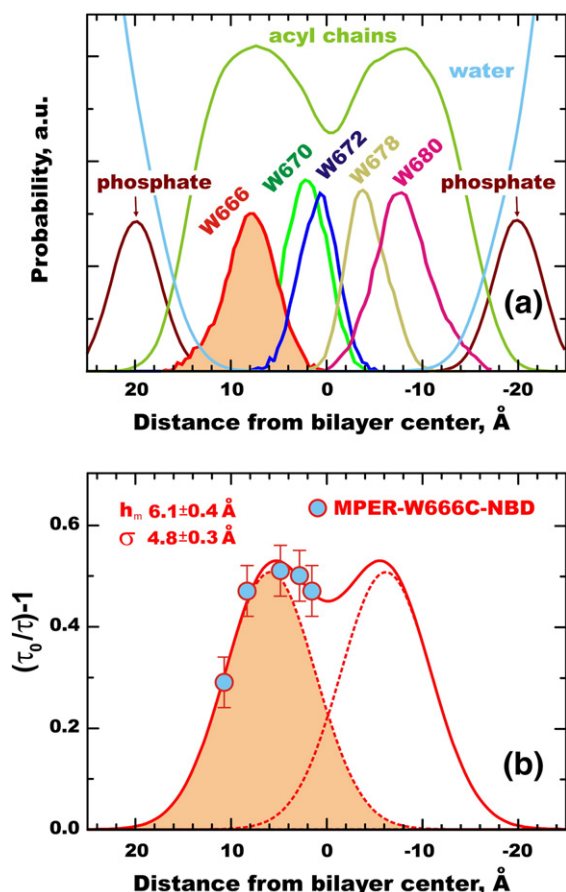 acyl chains
water
Probability, a.u.
phosphate
W666
W670
W672
W678
W680
phosphate
(a)
20 10 0 -10 -20
Distance from bilayer center, Å
hm 6.1±0.4 Å
σ 4.8±0.3 Å
MPER-W666C-NBD
(τ0/τ)-1
0.6
0.4
0.2
0.0
(b)
20 10 0 -10 -20
Distance from bilayer center, Å